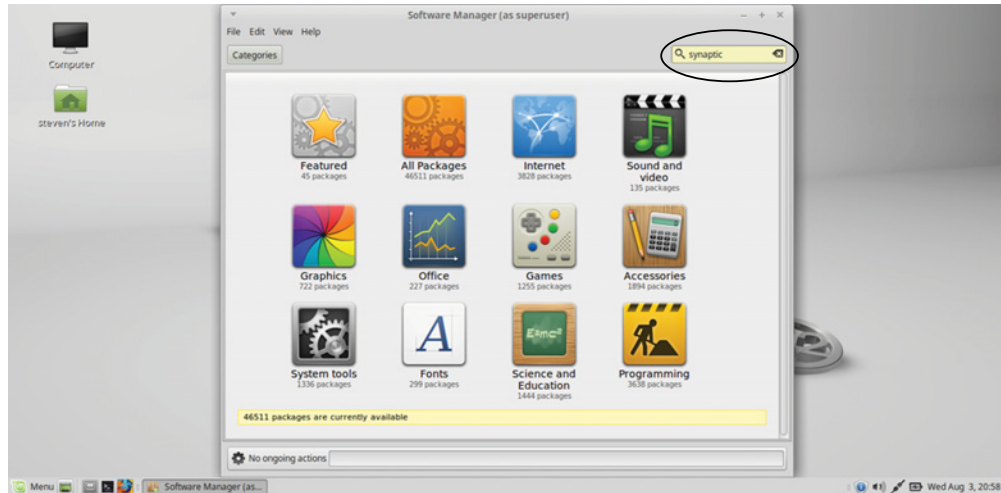 Software Manager (as superuser)
File Edit View Help
Categories
synaptic
Computer
steven's Home
Featured
45 packages
All Packages
46511 packages
Internet
3828 packages
Sound and
video
135 packages
Graphics
722 packages
Office
227 packages
Games
1255 packages
Accessories
1894 packages
E=mc²
System tools
1336 packages
A
Fonts
299 packages
Science and
Education
1444 packages
Programming
3638 packages
46511 packages are currently available
No ongoing actions
Menu
Software Manager (as...
Wed Aug 3, 20:58